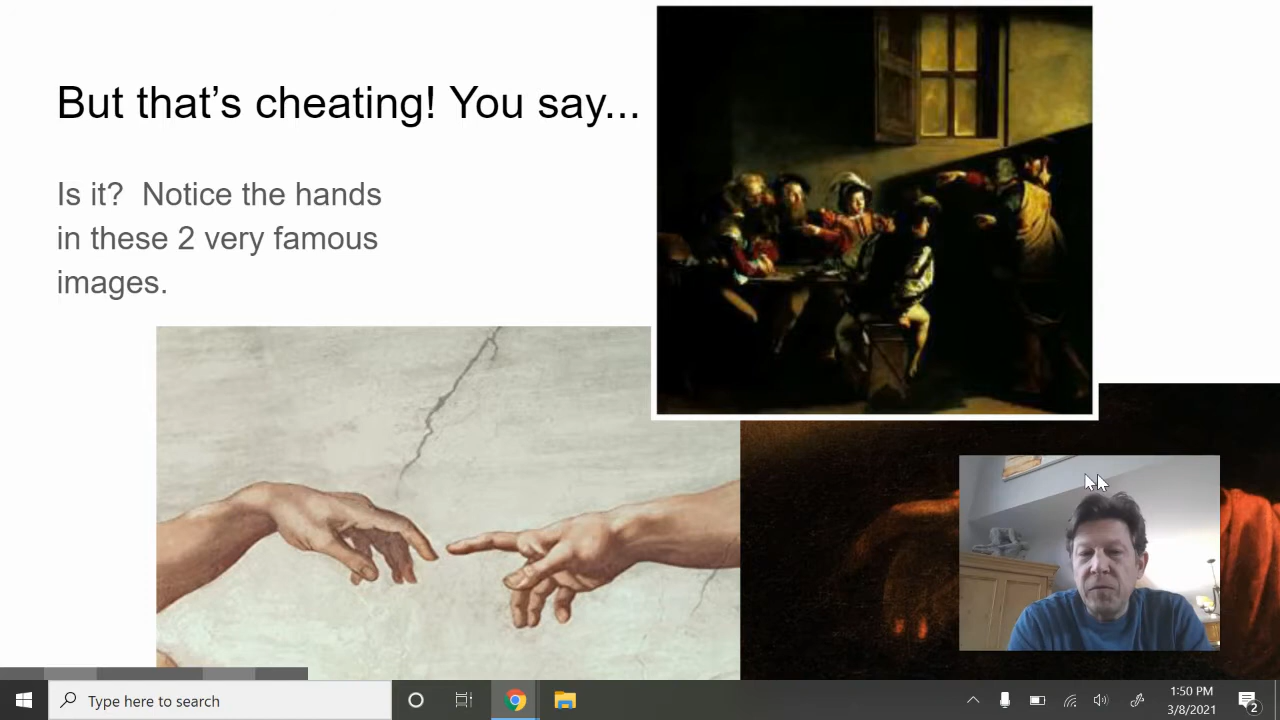 But that's cheating! You say...
Is it?  Notice the hands
in these 2 very famous
images.
Type here to search
1:50 PM
3/8/2021
2